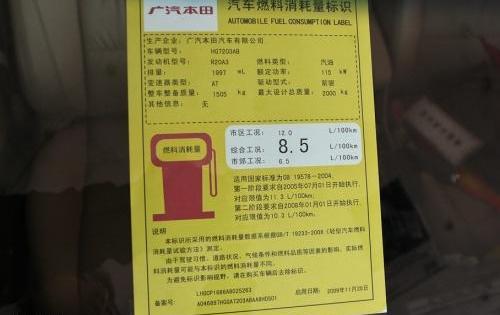 广汽本田
汽车燃料消耗量标识
AUTOMOBILE FUEL CONSUMPTION LABEL
生产企业: 广汽本田汽车有限公司
车辆型号: HG7203AB
发动机型号: R20A3 燃料类型: 汽油
排量: 1997 mL 额定功率: 115 kW
变速器类型: AT 驱动型式: 前驱
整车整备质量: 1505 kg 最大设计总质量: 2000 kg
其他信息: 无
燃料消耗量
市区工况: 12.0 L/100km
综合工况: 8.5 L/100km
市郊工况: 6.5 L/100km
适用国家标准为GB 19578-2004,
第一阶段要求自2005年07月01日开始执行,
对应限值为11.3 L/100km;
第二阶段要求自2008年01月01日开始执行,
对应限值为10.3 L/100km.
说明
本标识所采用的燃料消耗量数据系根据GB/T 19233-2008《轻型汽车燃料
消耗量试验方法》测定.
由于驾驶习惯、道路状况、气候条件和燃料品质等因素的影响, 实际燃
料消耗量可能与本标识的燃料消耗量不同.
为避免标识影响视野, 请在购买车辆后去除标识.
备案号: 启用日期: 2009年11月20日